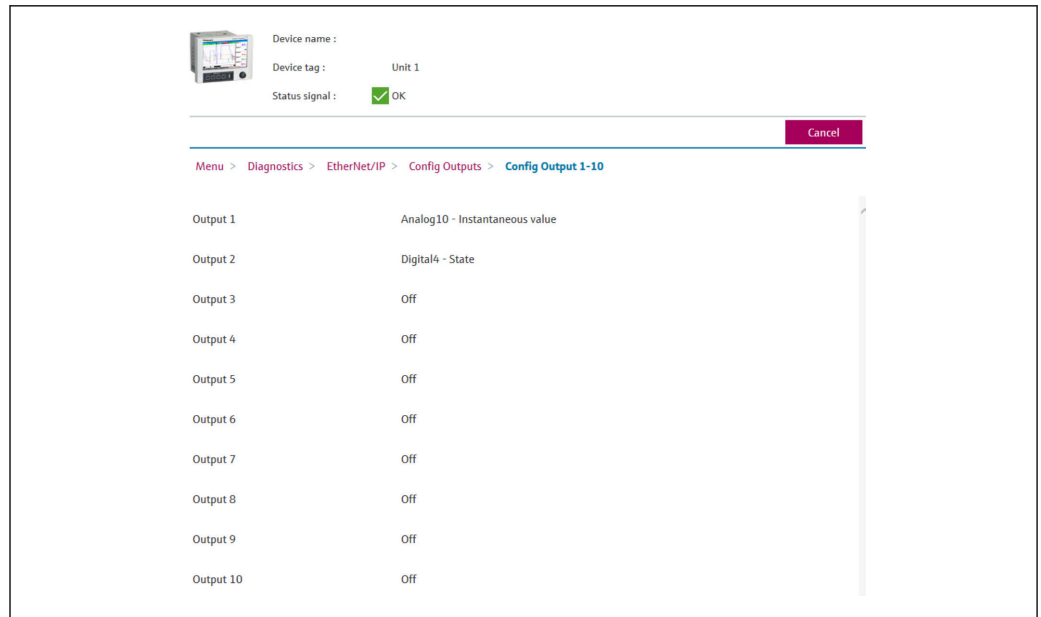 Device name :
Device tag : Unit 1
Status signal : OK
Cancel
Menu > Diagnostics > EtherNet/IP > Config Outputs > Config Output 1-10
Output 1 Analog10 - Instantaneous value
Output 2 Digital4 - State
Output 3 Off
Output 4 Off
Output 5 Off
Output 6 Off
Output 7 Off
Output 8 Off
Output 9 Off
Output 10 Off